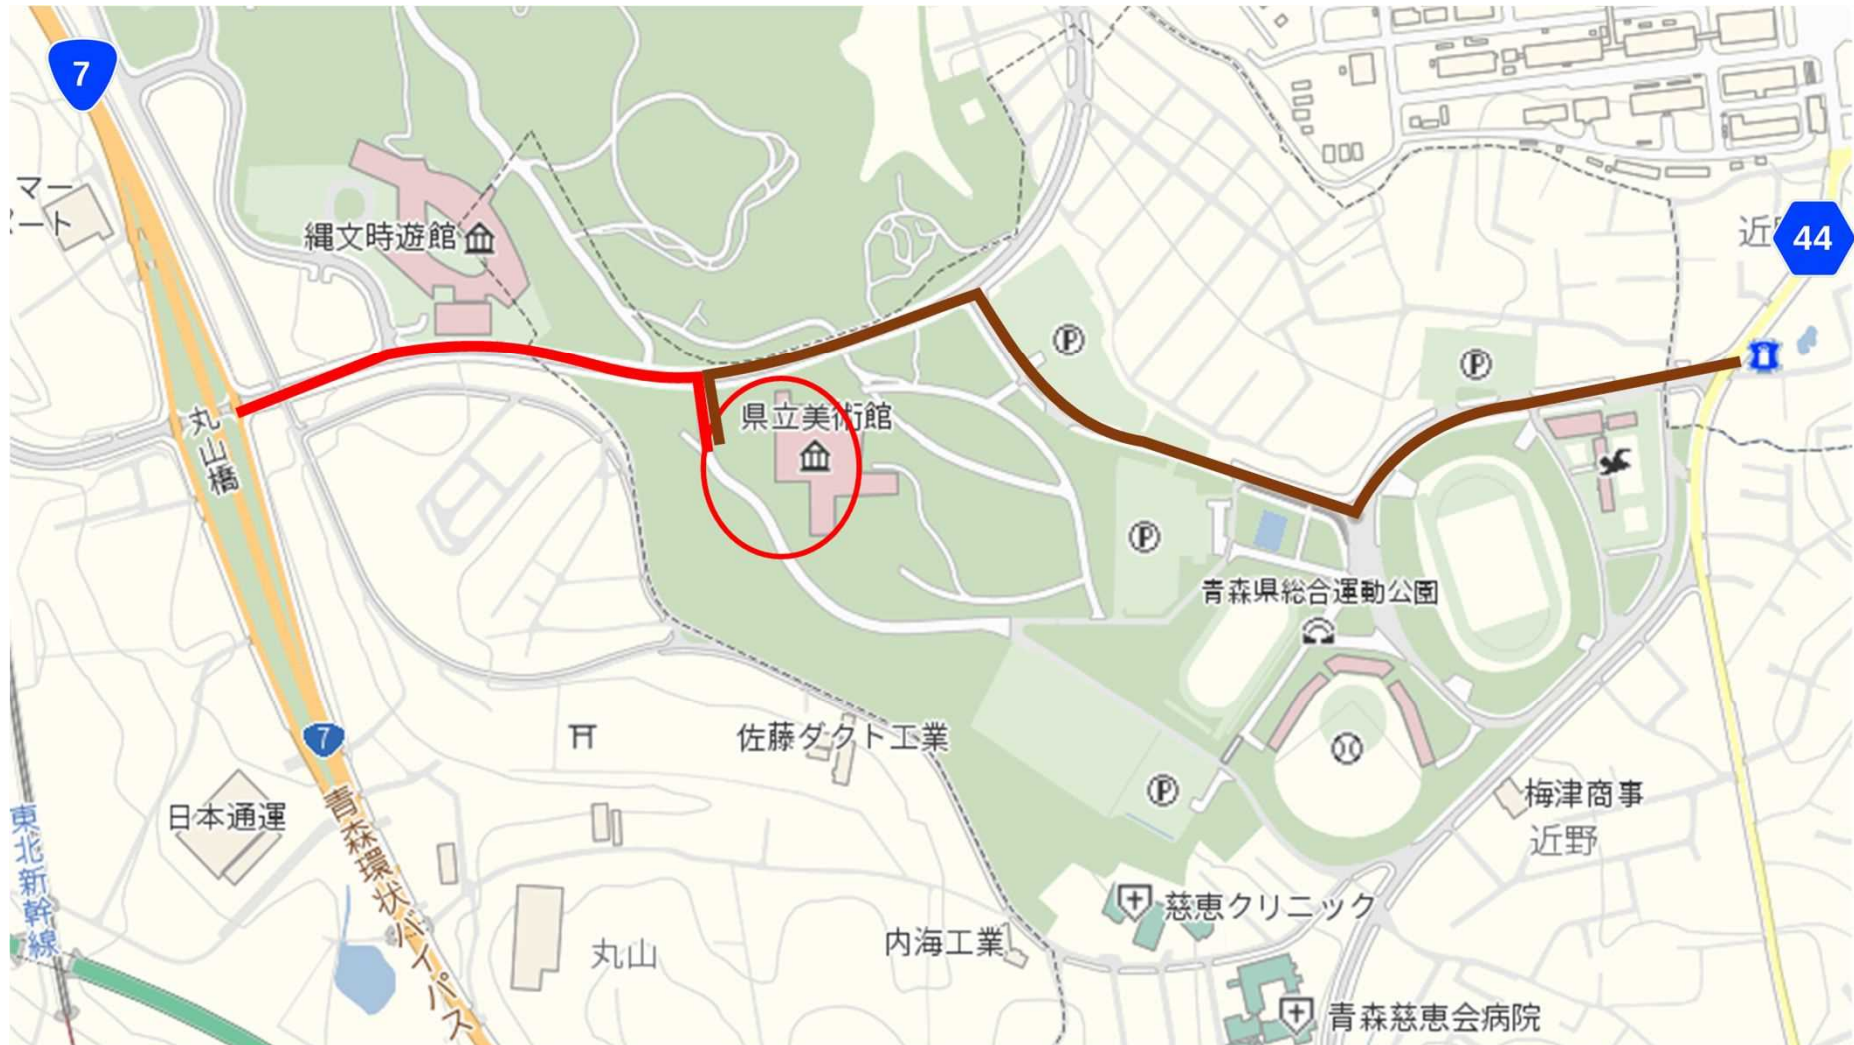 7
マー
ート
縄文時遊館
近
44
P
P
丸山橋
県立美術館
P
青森県総合運動公園
7
佐藤ダクト工業
P
日本通運
青森環状バイパス
梅津商事
近野
東北新幹線
慈恵クリニック
丸山
内海工業
青森慈恵会病院